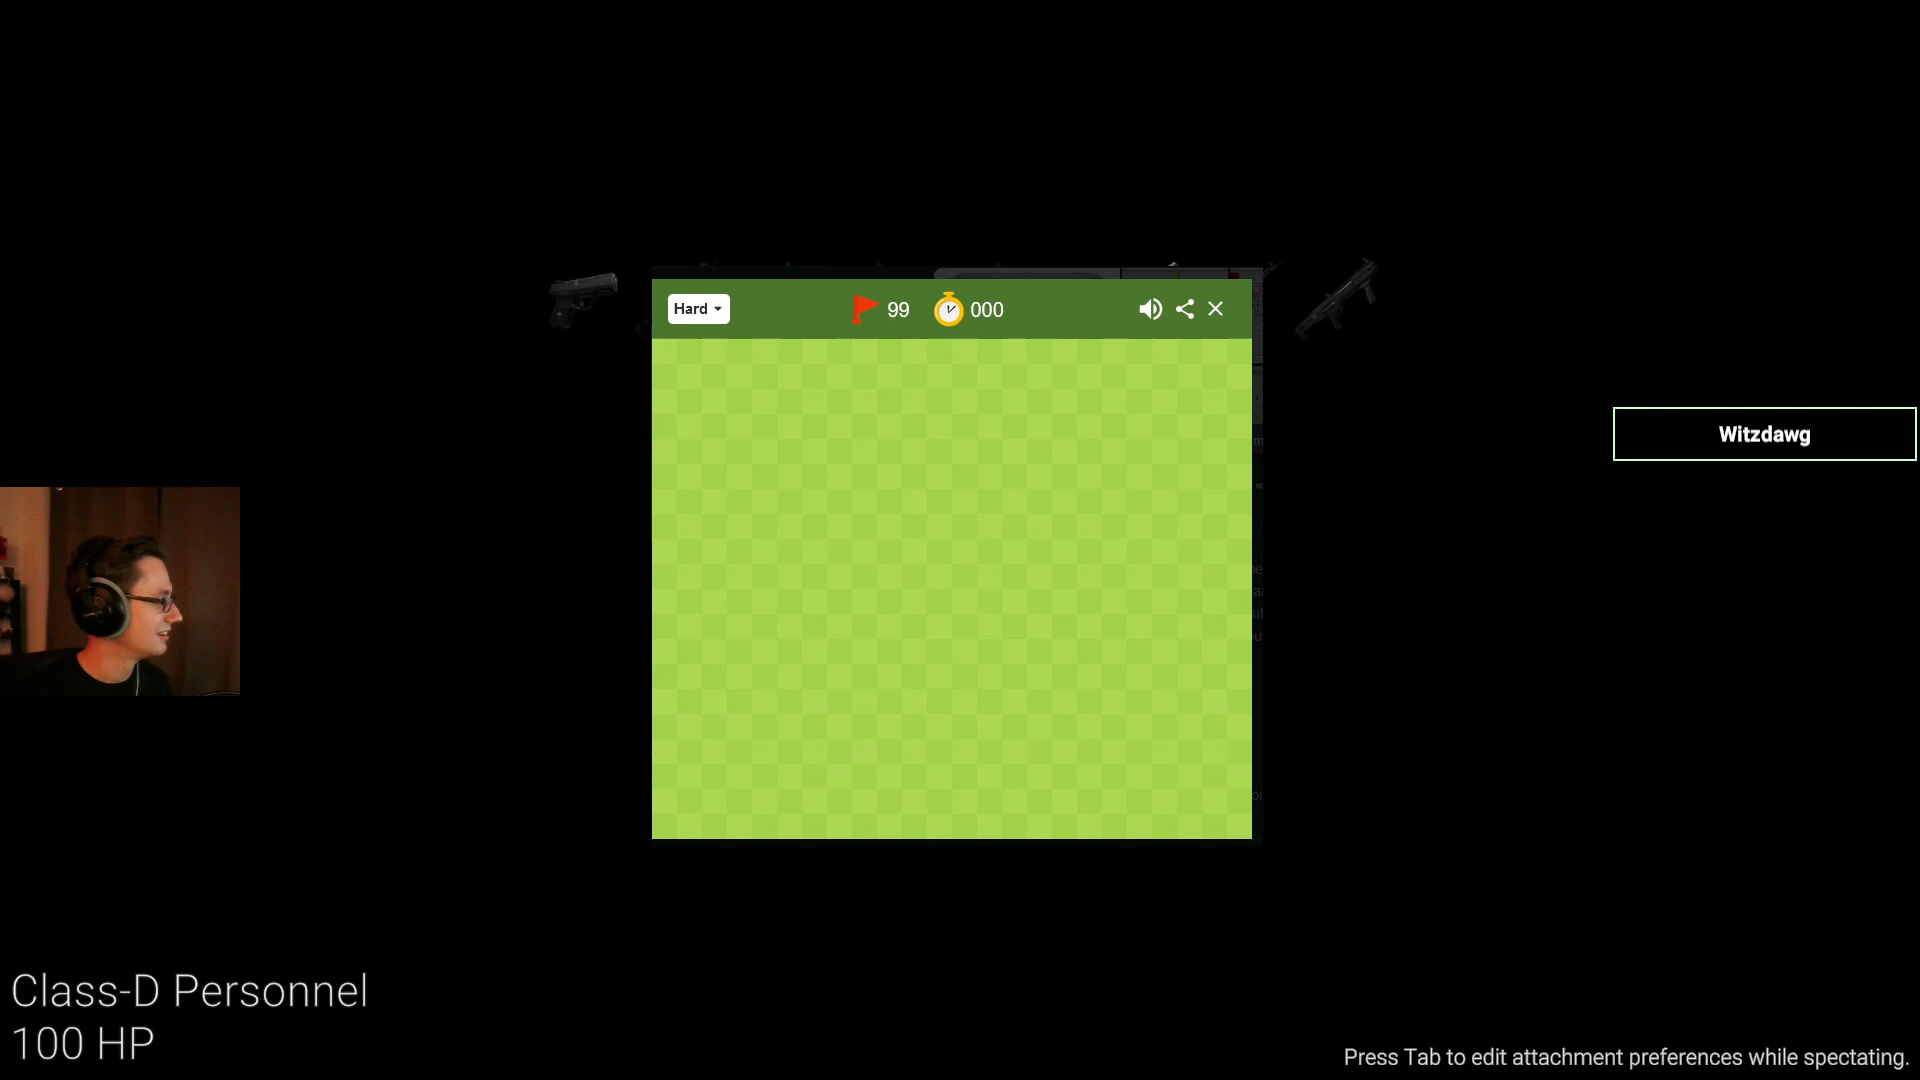 Hard
99
000
Witzdawg
Class-D Personnel
100 HP
Press Tab to edit attachment preferences while spectating.